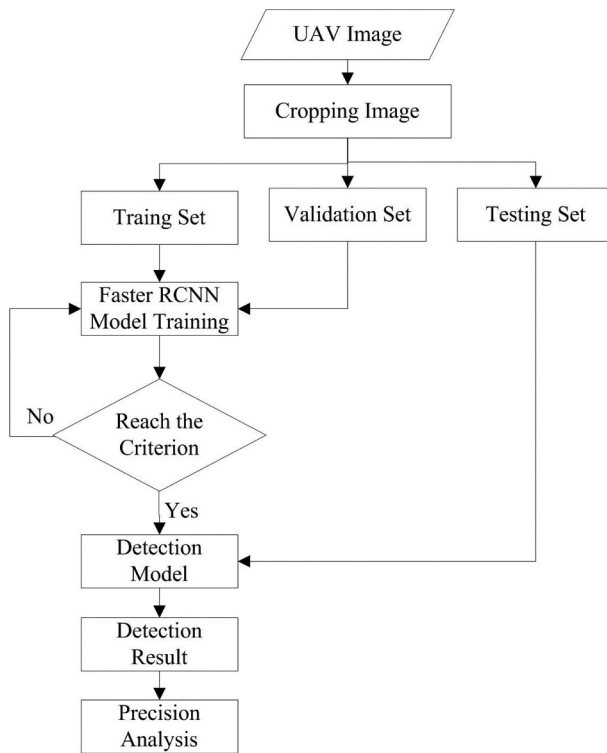 UAV Image
Cropping Image
Traing Set
Validation Set
Testing Set
Faster RCNN
Model Training
No
Reach the
Criterion
Yes
Detection
Model
Detection
Result
Precision
Analysis